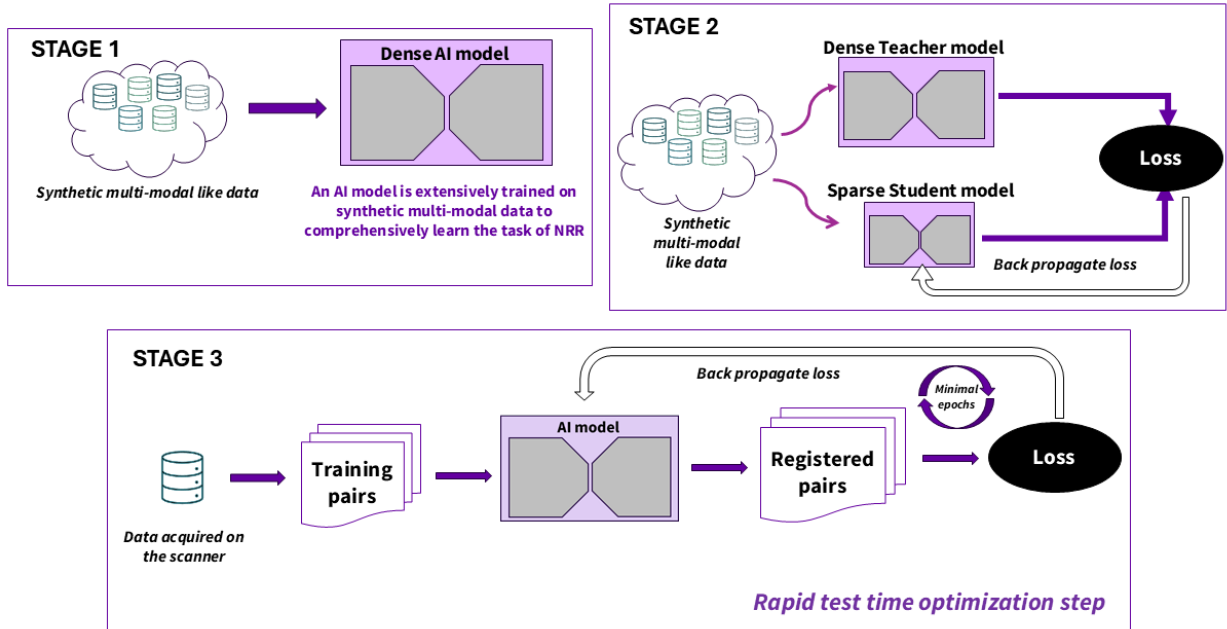 STAGE 1
Dense AI model
Synthetic multi-modal like data
An AI model is extensively trained on
synthetic multi-modal data to
comprehensively learn the task of NRR
STAGE 2
Dense Teacher model
Loss
Sparse Student model
Synthetic
multi-modal
like data
Back propagate loss
STAGE 3
Back propagate loss
Minimal
epochs
AI model
Training
pairs
Registered
pairs
Loss
Data acquired on
the scanner
Rapid test time optimization step